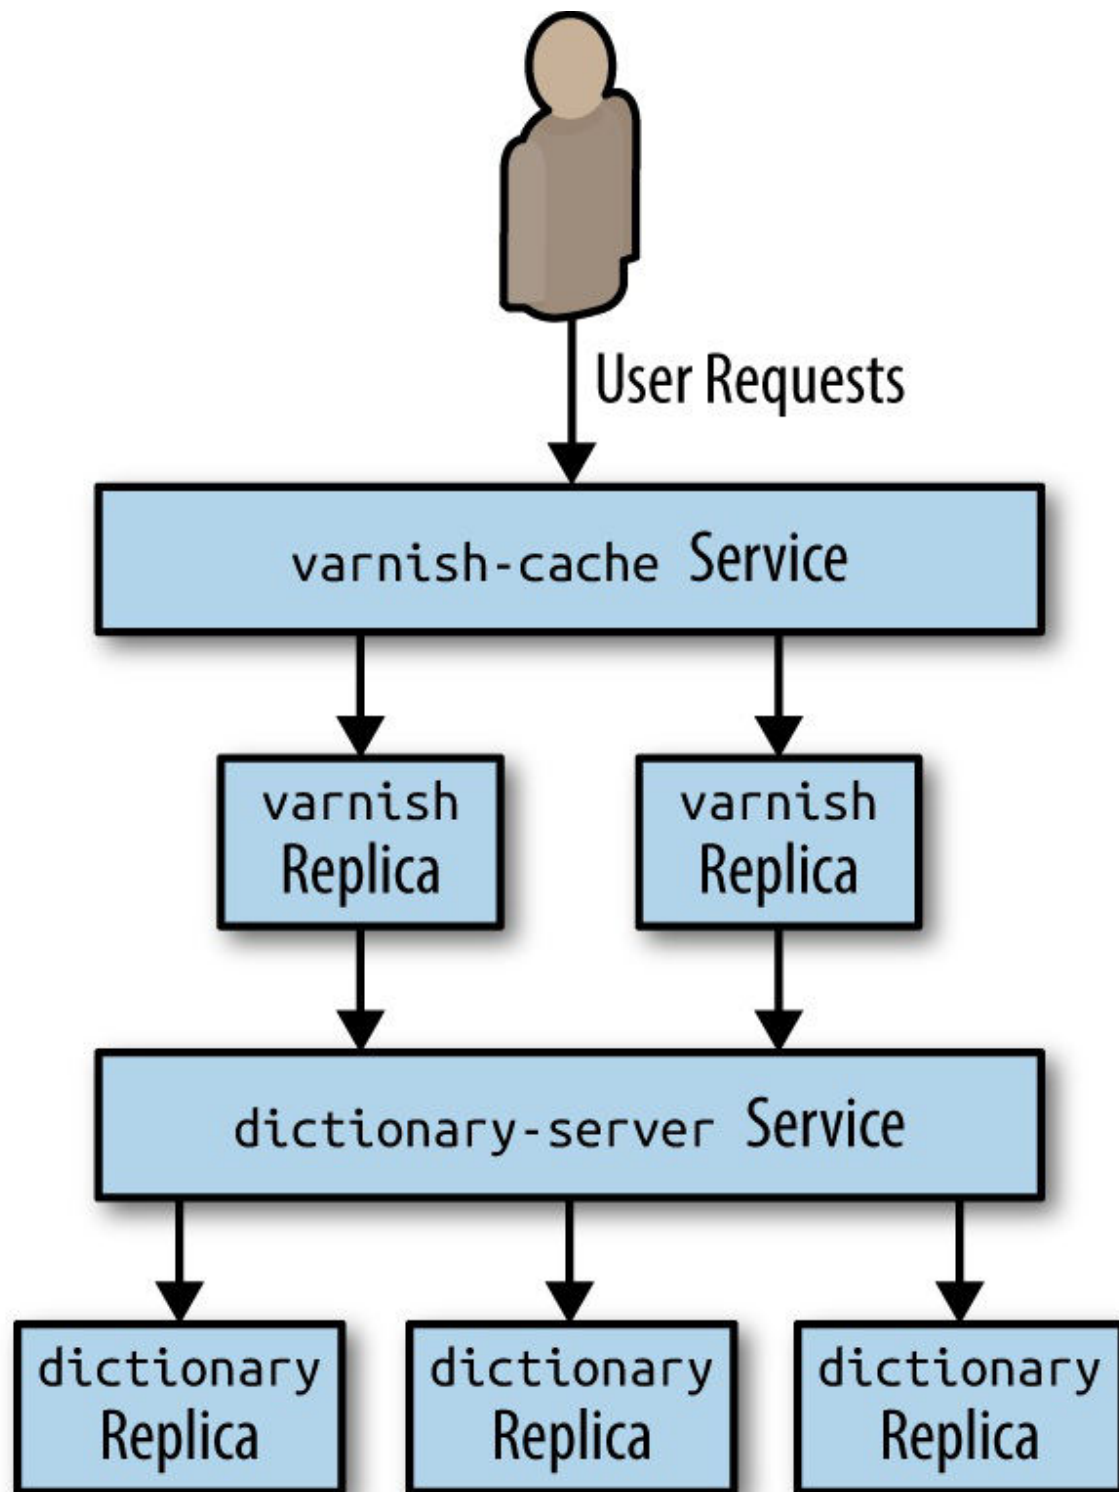 User Requests
varnish-cache Service
varnish
Replica
varnish
Replica
dictionary-server Service
dictionary
Replica
dictionary
Replica
dictionary
Replica